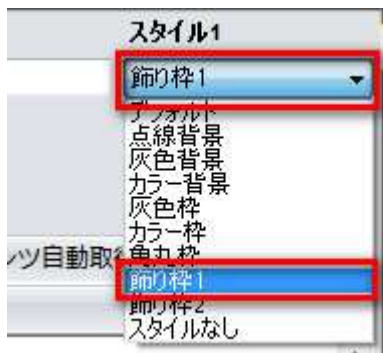 スタイル1
飾り枠1
デフォルト
点線背景
灰色背景
カラー背景
灰色枠
カラー枠
ンツ自動取
角丸枠
飾り枠1
飾り枠2
スタイルなし